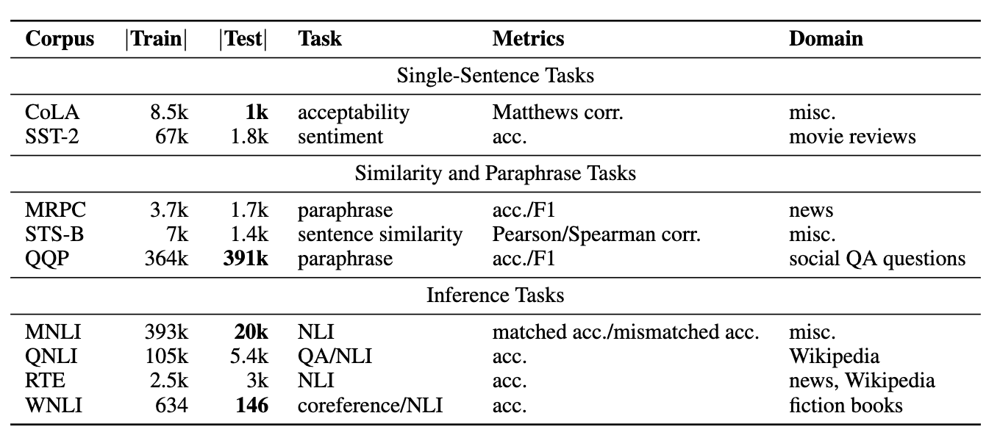 Corpus |Train| |Test| Task Metrics Domain
Single-Sentence Tasks
CoLA 8.5k 1k acceptability Matthews corr. misc.
SST-2 67k 1.8k sentiment acc. movie reviews
Similarity and Paraphrase Tasks
MRPC 3.7k 1.7k paraphrase acc./F1 news
STS-B 7k 1.4k sentence similarity Pearson/Spearman corr. misc.
QQP 364k 391k paraphrase acc./F1 social QA questions
Inference Tasks
MNLI 393k 20k NLI matched acc./mismatched acc. misc.
QNLI 105k 5.4k QA/NLI acc. Wikipedia
RTE 2.5k 3k NLI acc. news, Wikipedia
WNLI 634 146 coreference/NLI acc. fiction books